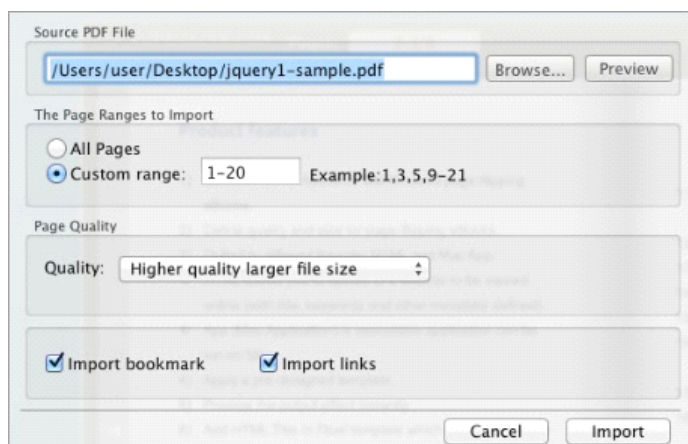 Source PDF File
/Users/user/Desktop/jquery1-sample.pdf Browse... Preview
The Page Ranges to Import
Product features
All Pages
Custom range: 1-20 Example:1,3,5,9-21
Page Quality
Quality: Higher quality larger file size
Import bookmark Import links
Cancel Import